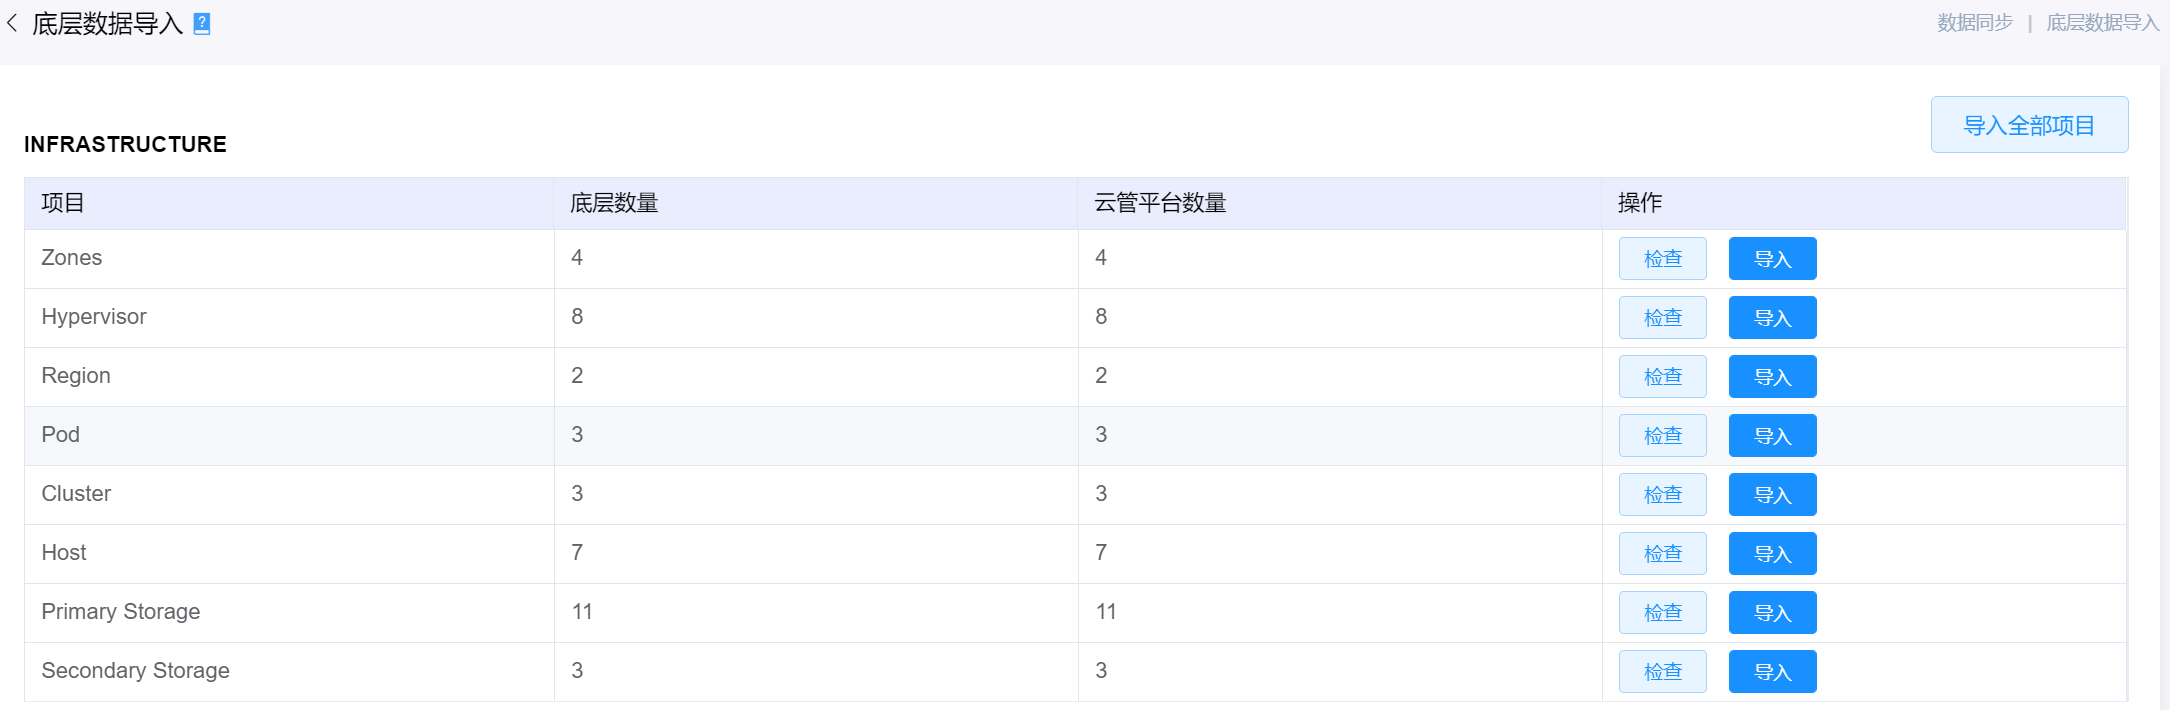 底层数据导入
数据同步 | 底层数据导入
导入全部项目
INFRASTRUCTURE
项目 底层数量 云管平台数量 操作
Zones 4 4 检查 导入
Hypervisor 8 8 检查 导入
Region 2 2 检查 导入
Pod 3 3 检查 导入
Cluster 3 3 检查 导入
Host 7 7 检查 导入
Primary Storage 11 11 检查 导入
Secondary Storage 3 3 检查 导入